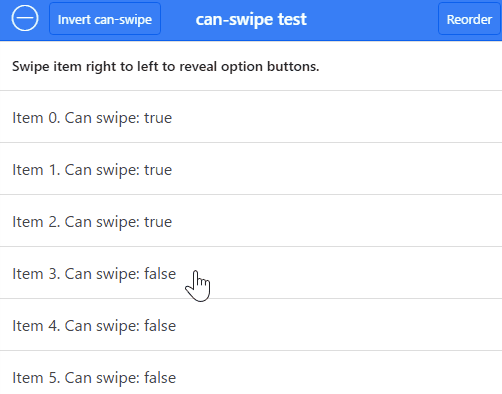 Invert can-swipe can-swipe test Reorder
Swipe item right to left to reveal option buttons.
Item 0. Can swipe: true
Item 1. Can swipe: true
Item 2. Can swipe: true
Item 3. Can swipe: false
Item 4. Can swipe: false
Item 5. Can swipe: false